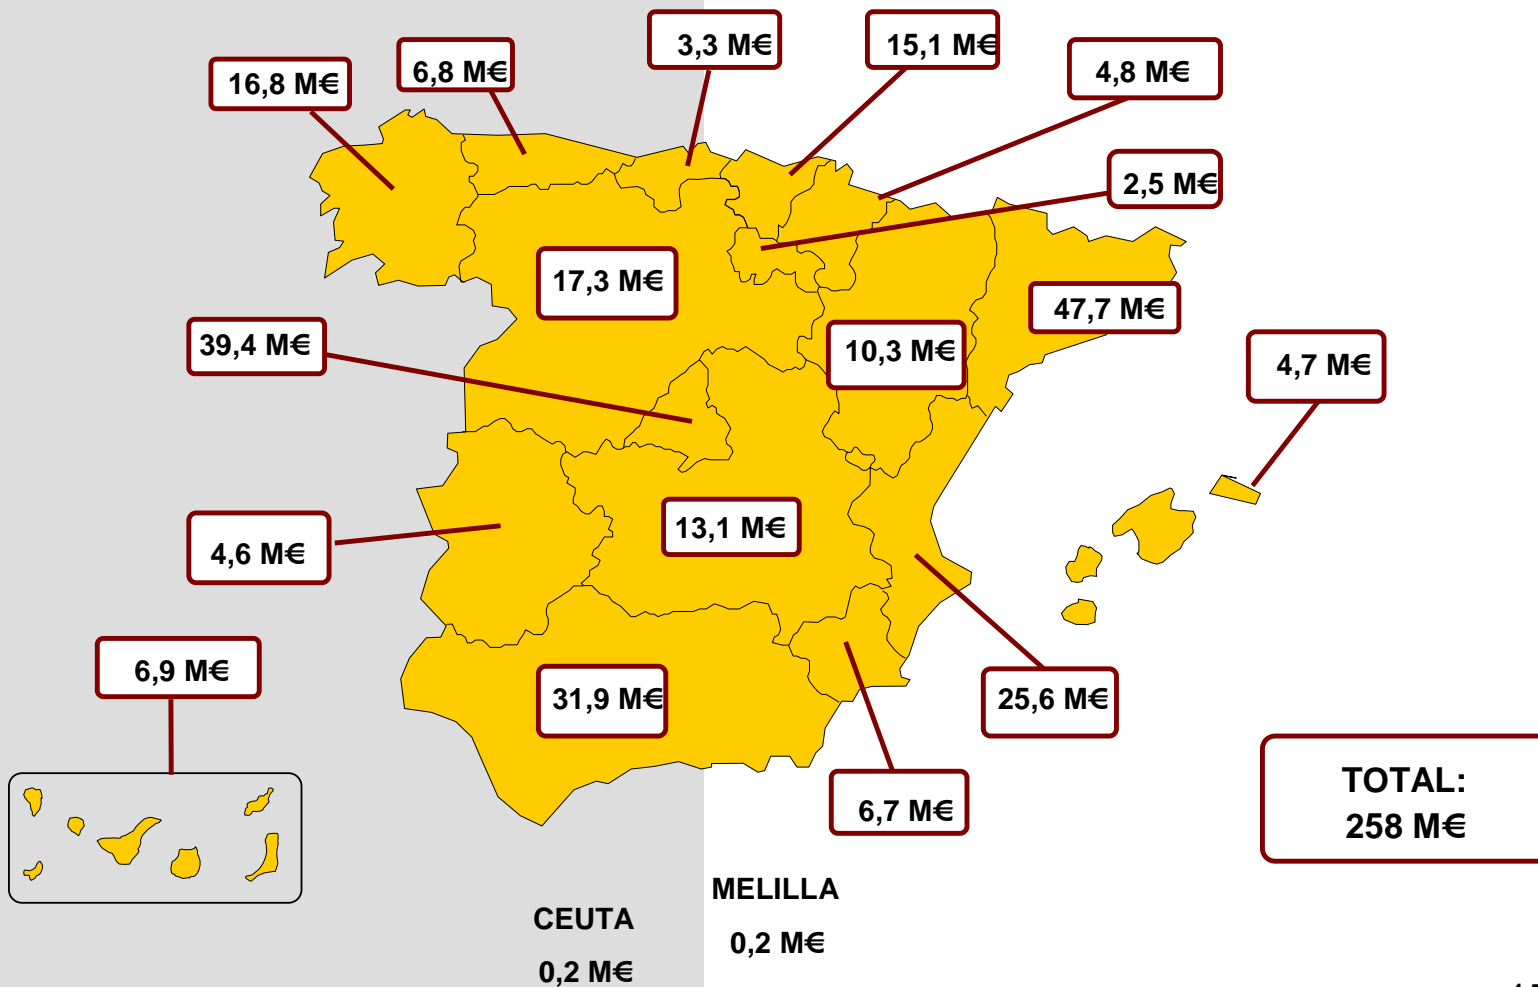 3,3 M€
15,1 M€
6,8 M€
4,8 M€
16,8 M€
2,5 M€
17,3 M€
47,7 M€
39,4 M€
10,3 M€
4,7 M€
13,1 M€
4,6 M€
6,9 M€
31,9 M€
25,6 M€
6,7 M€
TOTAL:
258 M€
MELILLA
0,2 M€
CEUTA
0,2 M€